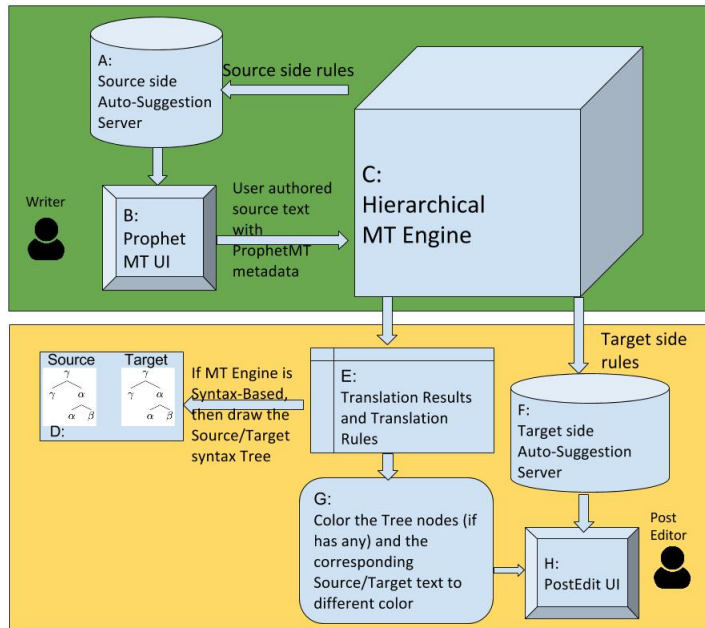 A:
Source side
Auto-Suggestion
Server
Source side rules
C:
Hierarchical
MT Engine
Writer
B:
Prophet
MT UI
User authored
source text
with
ProphetMT
metadata
Target side
rules
Source Target
γ γ
γ α γ α
α β α β
D:
If MT Engine is
Syntax-Based,
then draw the
Source/Target
syntax Tree
E:
Translation Results
and Translation
Rules
F:
Target side
Auto-Suggestion
Server
G:
Color the Tree nodes (if
has any) and the
corresponding
Source/Target text to
different color
Post
Editor
H:
PostEdit UI